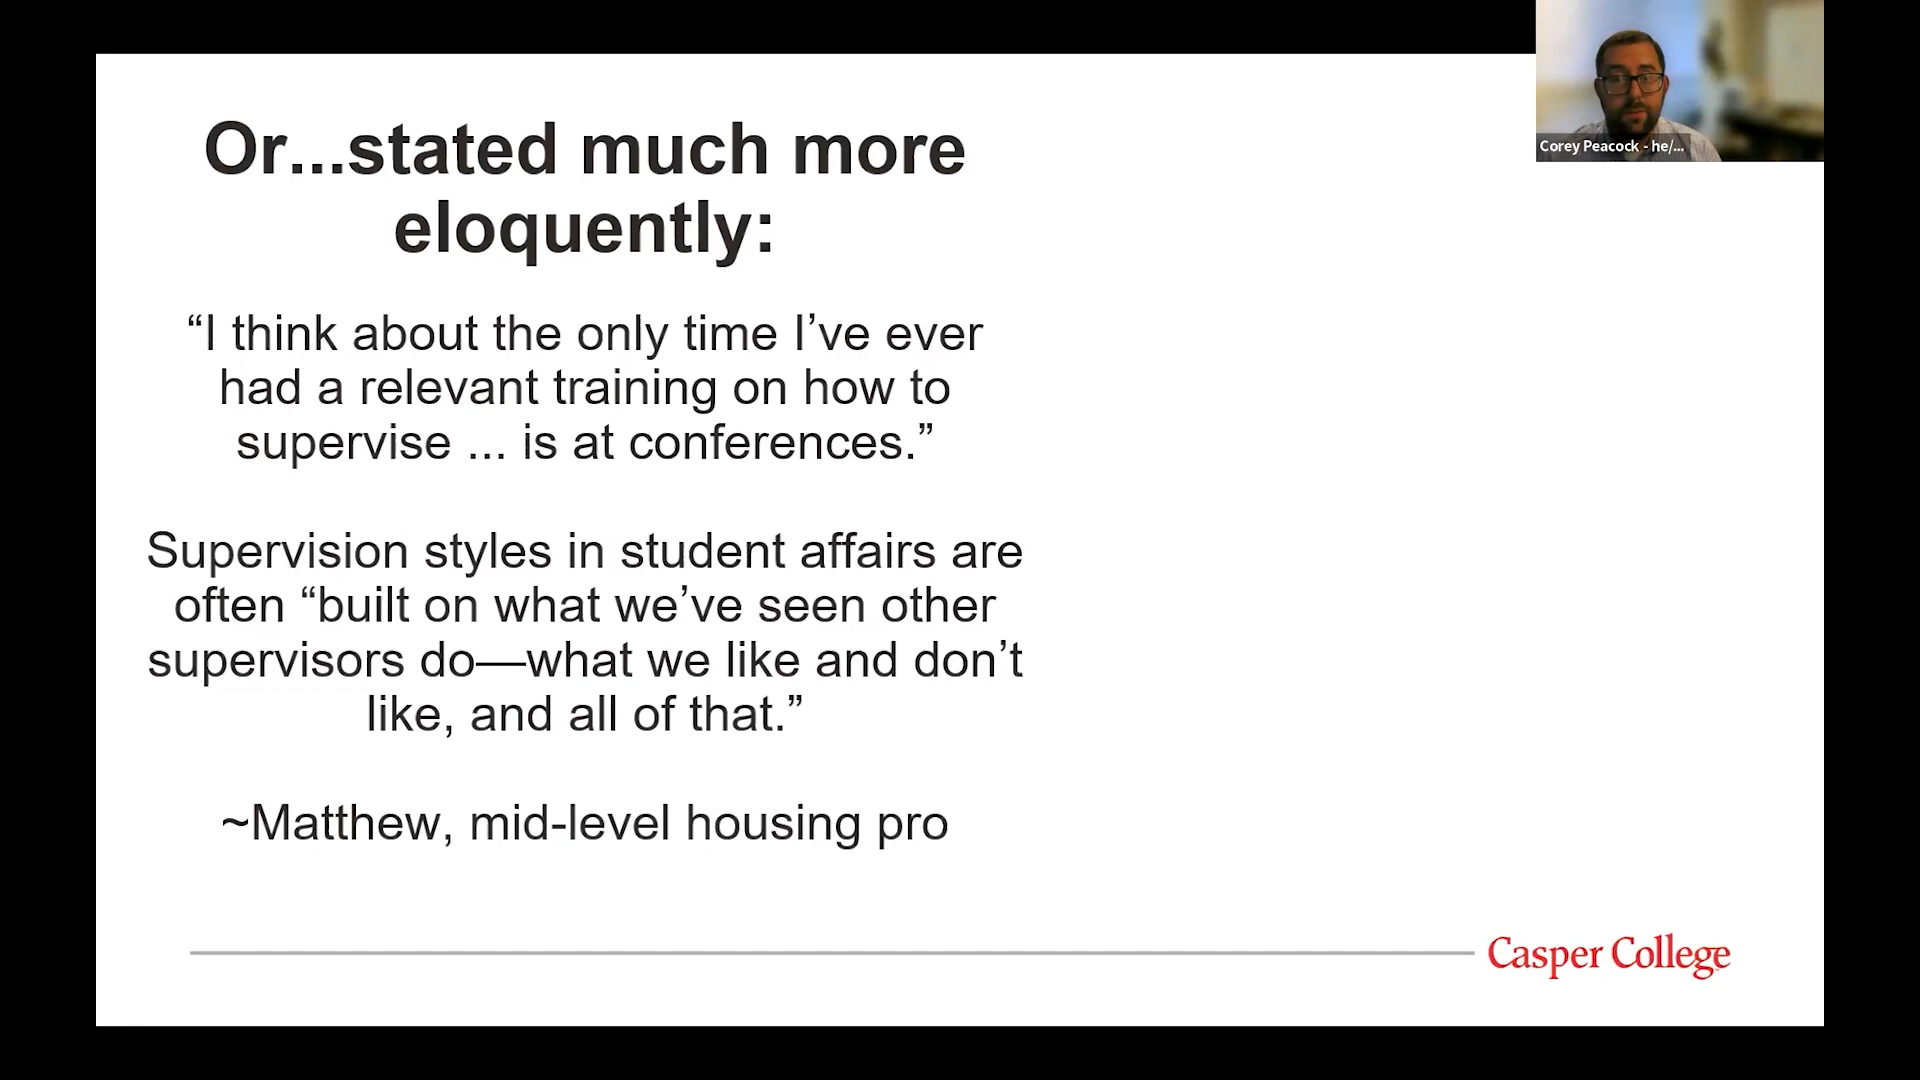 Or...stated much more
eloquently:
“I think about the only time I’ve ever
had a relevant training on how to
supervise ... is at conferences.”
Supervision styles in student affairs are
often “built on what we’ve seen other
supervisors do—what we like and don’t
like, and all of that.”
~Matthew, mid-level housing pro
Casper College
Corey Peacock - he/...